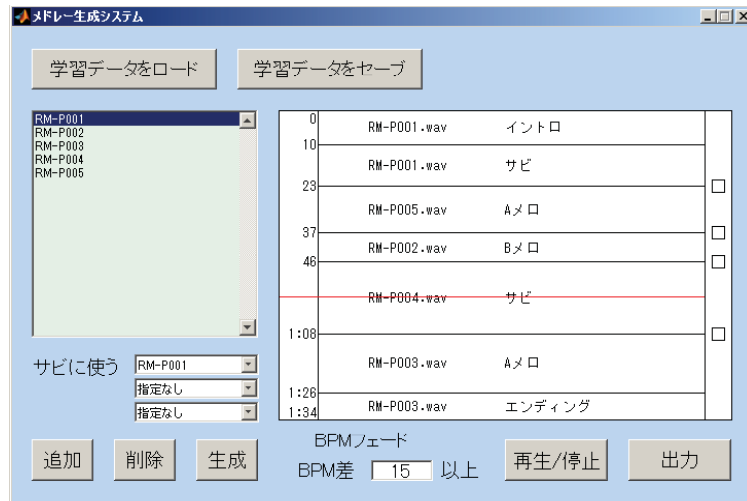 メドレー生成システム
学習データをロード
学習データをセーブ
RM-P001
RM-P002
RM-P003
RM-P004
RM-P005
0
RM-P001.wav イントロ
10
RM-P001.wav サビ
23
RM-P005.wav Aメロ
37
RM-P002.wav Bメロ
46
RM-P004.wav サビ
1:08
RM-P003.wav Aメロ
1:26
RM-P003.wav エンディング
1:34
サビに使う RM-P001
指定なし
指定なし
追加
削除
生成
BPMフェード
BPM差 15 以上
再生/停止
出力